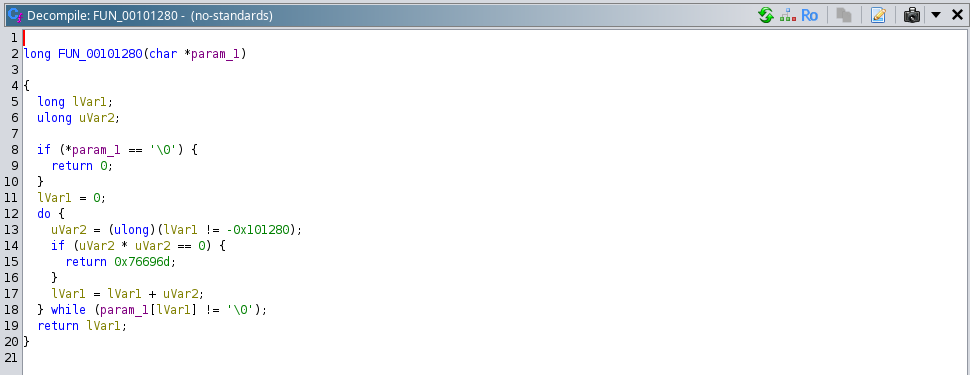 Decompile: FUN_00101280 - (no-standards)
Ro
1
2 long FUN_00101280(char *param_1)
3
4 {
5 long lVar1;
6 ulong uVar2;
7
8 if (*param_1 == '\0') {
9 return 0;
10 }
11 lVar1 = 0;
12 do {
13 uVar2 = (ulong)(lVar1 != -0x101280);
14 if (uVar2 * uVar2 == 0) {
15 return 0x76696d;
16 }
17 lVar1 = lVar1 + uVar2;
18 } while (param_1[lVar1] != '\0');
19 return lVar1;
20 }
21